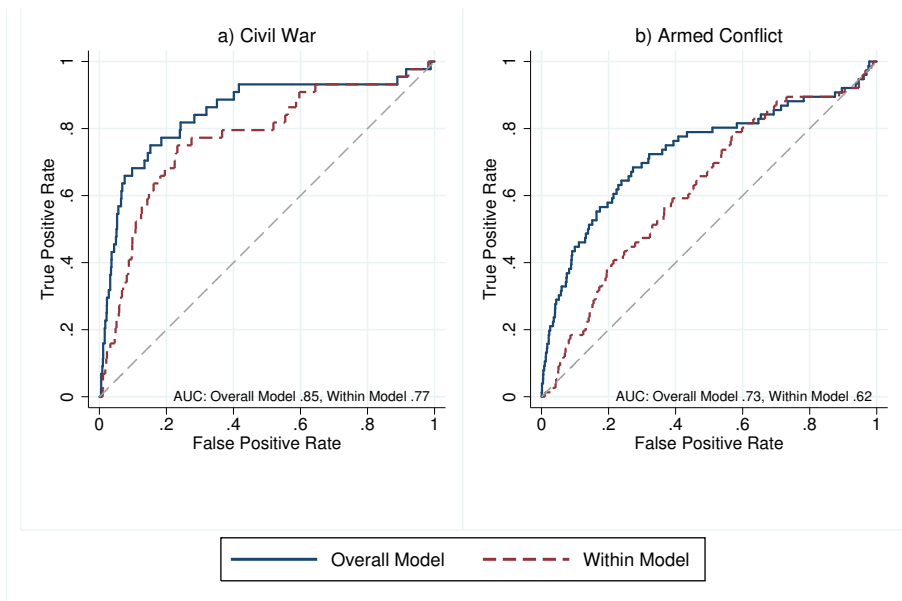 a) Civil War
True Positive Rate
1
.8
.6
.4
.2
0
AUC: Overall Model .85, Within Model .77
0 .2 .4 .6 .8 1
False Positive Rate
b) Armed Conflict
True Positive Rate
1
.8
.6
.4
.2
0
AUC: Overall Model .73, Within Model .62
0 .2 .4 .6 .8 1
False Positive Rate
Overall Model Within Model